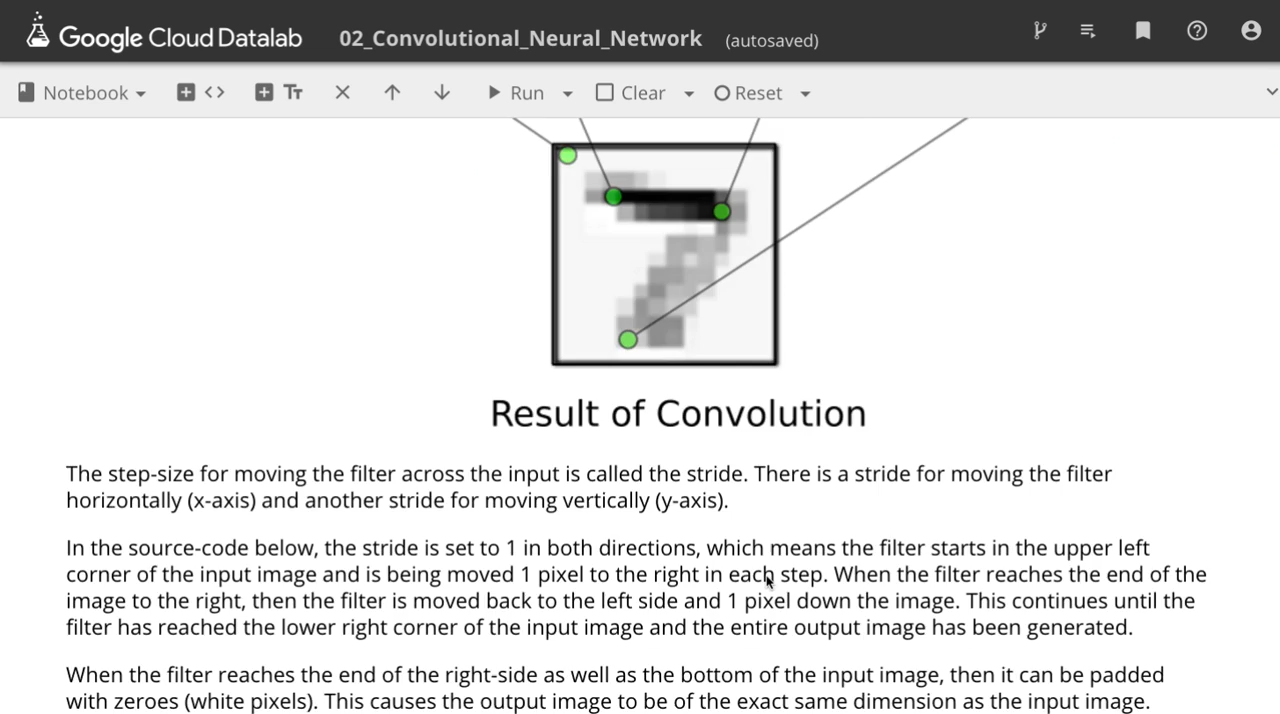 Google Cloud Datalab 02_Convolutional_Neural_Network (autosaved)
Notebook Tт Run Clear Reset
Result of Convolution
The step-size for moving the filter across the input is called the stride. There is a stride for moving the filter
horizontally (x-axis) and another stride for moving vertically (y-axis).
In the source-code below, the stride is set to 1 in both directions, which means the filter starts in the upper left
corner of the input image and is being moved 1 pixel to the right in each step. When the filter reaches the end of the
image to the right, then the filter is moved back to the left side and 1 pixel down the image. This continues until the
filter has reached the lower right corner of the input image and the entire output image has been generated.
When the filter reaches the end of the right-side as well as the bottom of the input image, then it can be padded
with zeroes (white pixels). This causes the output image to be of the exact same dimension as the input image.